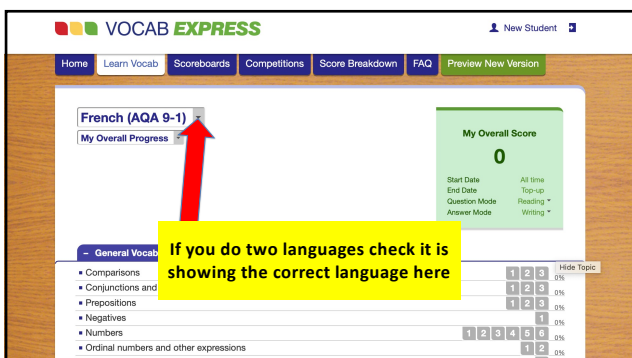 VOCAB EXPRESS
New Student
Home Learn Vocab Scoreboards Competitions Score Breakdown FAQ Preview New Version
French (AQA 9-1)
My Overall Progress
My Overall Score
0
Start Date All time
End Date Top-up
Question Mode Reading
Answer Mode Writing
If you do two languages check it is
showing the correct language here
– General Vocab
Hide Topic
Comparisons 1 2 3 0%
Conjunctions and 1 2 3 0%
Prepositions 1 2 3 0%
Negatives 1 0%
Numbers 1 2 3 4 5 6 0%
Ordinal numbers and other expressions 1 2 0%